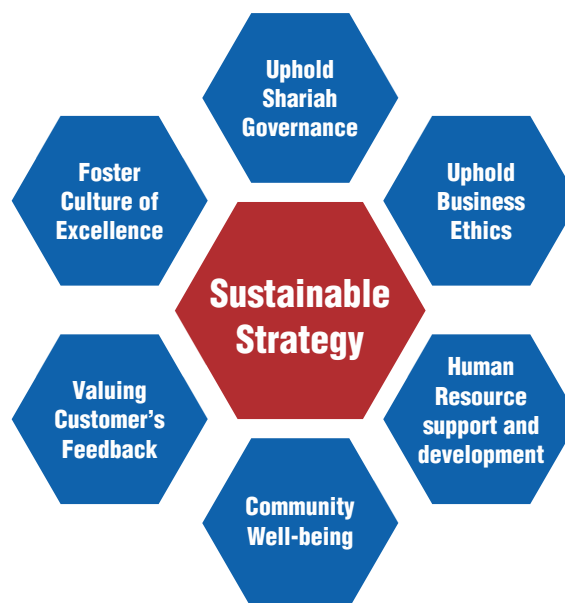 Uphold
Shariah
Governance
Foster
Culture of
Excellence
Uphold
Business
Ethics
Sustainable
Strategy
Valuing
Customer’s
Feedback
Human
Resource
support and
development
Community
Well-being